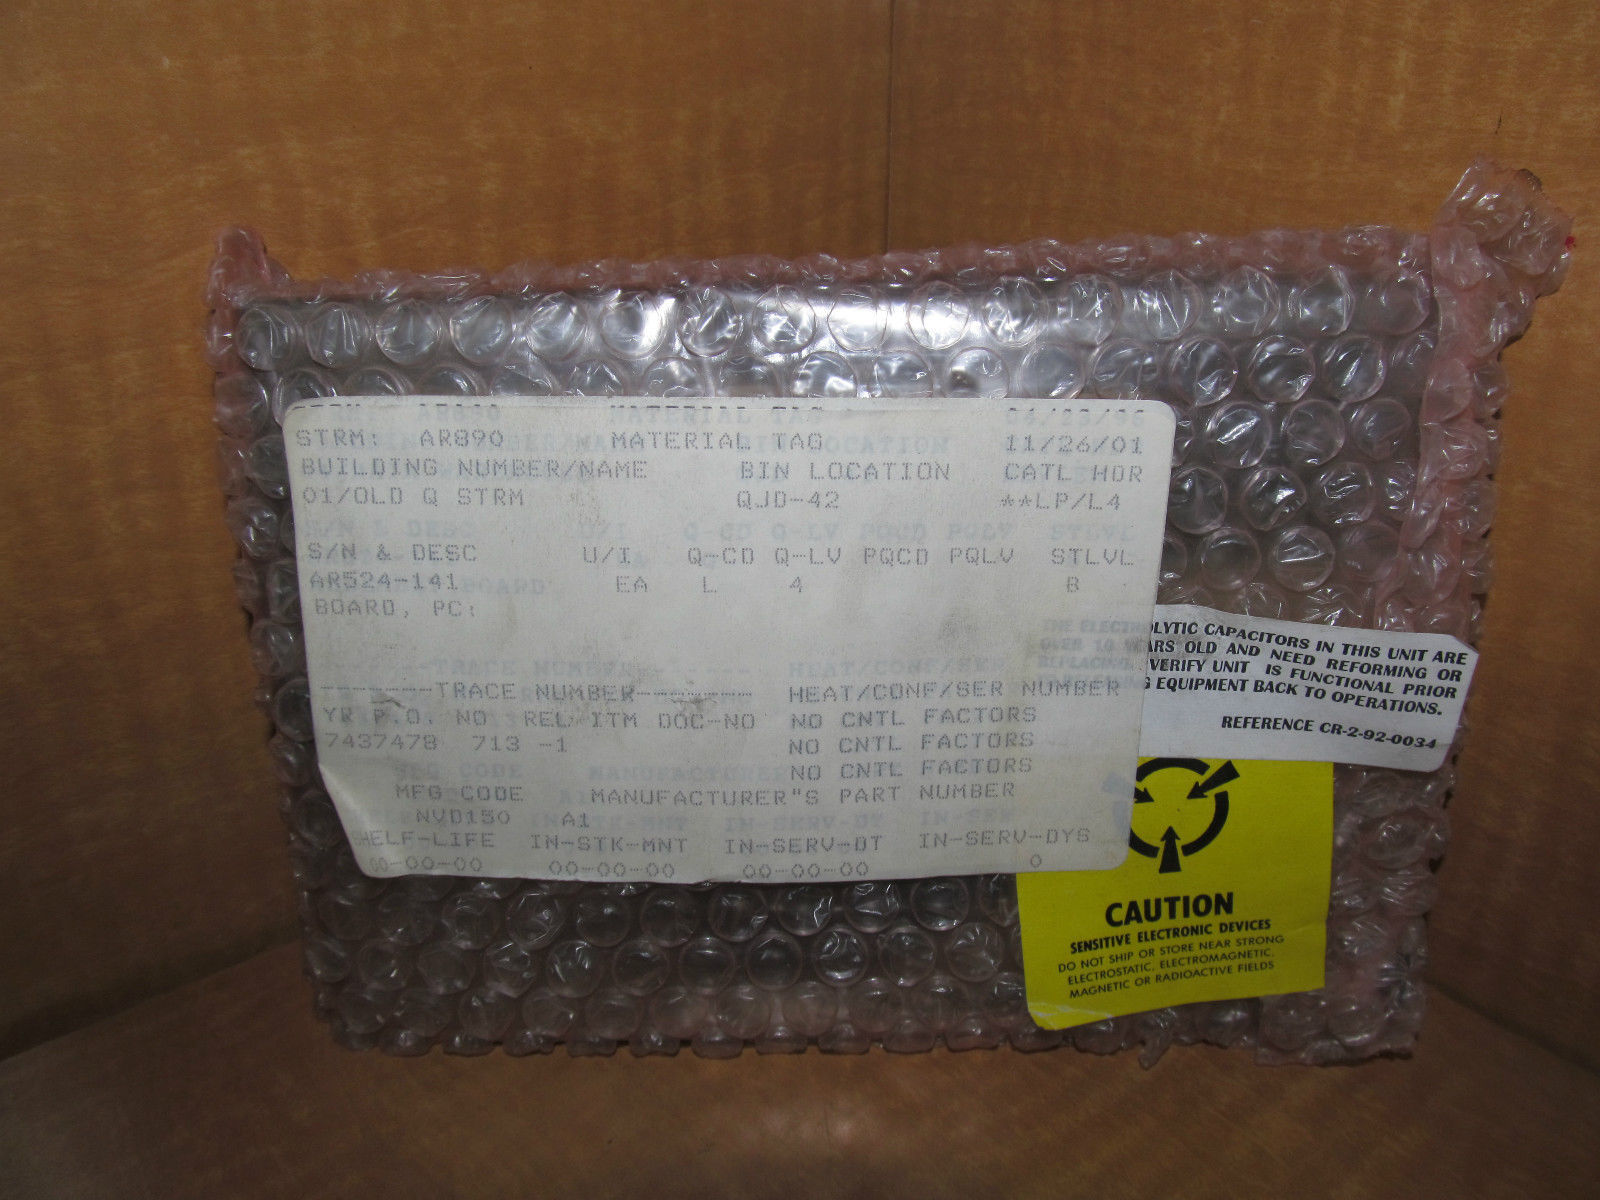 STRM: AR890 MATERIAL TAG 11/26/01
BUILDING NUMBER/NAME BIN LOCATION CATL HDR
01/OLD Q STRM QJD-42 **LP/L4
S/N & DESC U/I Q-CD Q-LV PQCD PQLV STLVL
AR524-141 EA L 4 B
BOARD, PC:
-------TRACE NUMBER------- HEAT/CONF/SER NUMBER
YR P.O. NO REL-ITM DOC-NO NO CNTL FACTORS
7437478 713 -1 NO CNTL FACTORS
NO CNTL FACTORS
MFG CODE MANUFACTURER"S PART NUMBER
NVD150 A1
SHELF-LIFE IN-STK-MNT IN-SERV-DT IN-SERV-DYS
00-00-00 00-00-00 00-00-00 0
THE ELECTROLYTIC CAPACITORS IN THIS UNIT ARE
OVER 10 YEARS OLD AND NEED REFORMING OR
REPLACING. VERIFY UNIT IS FUNCTIONAL PRIOR
EQUIPMENT BACK TO OPERATIONS.
REFERENCE CR-2-92-0034
CAUTION
SENSITIVE ELECTRONIC DEVICES
DO NOT SHIP OR STORE NEAR STRONG
ELECTROSTATIC, ELECTROMAGNETIC,
MAGNETIC OR RADIOACTIVE FIELDS